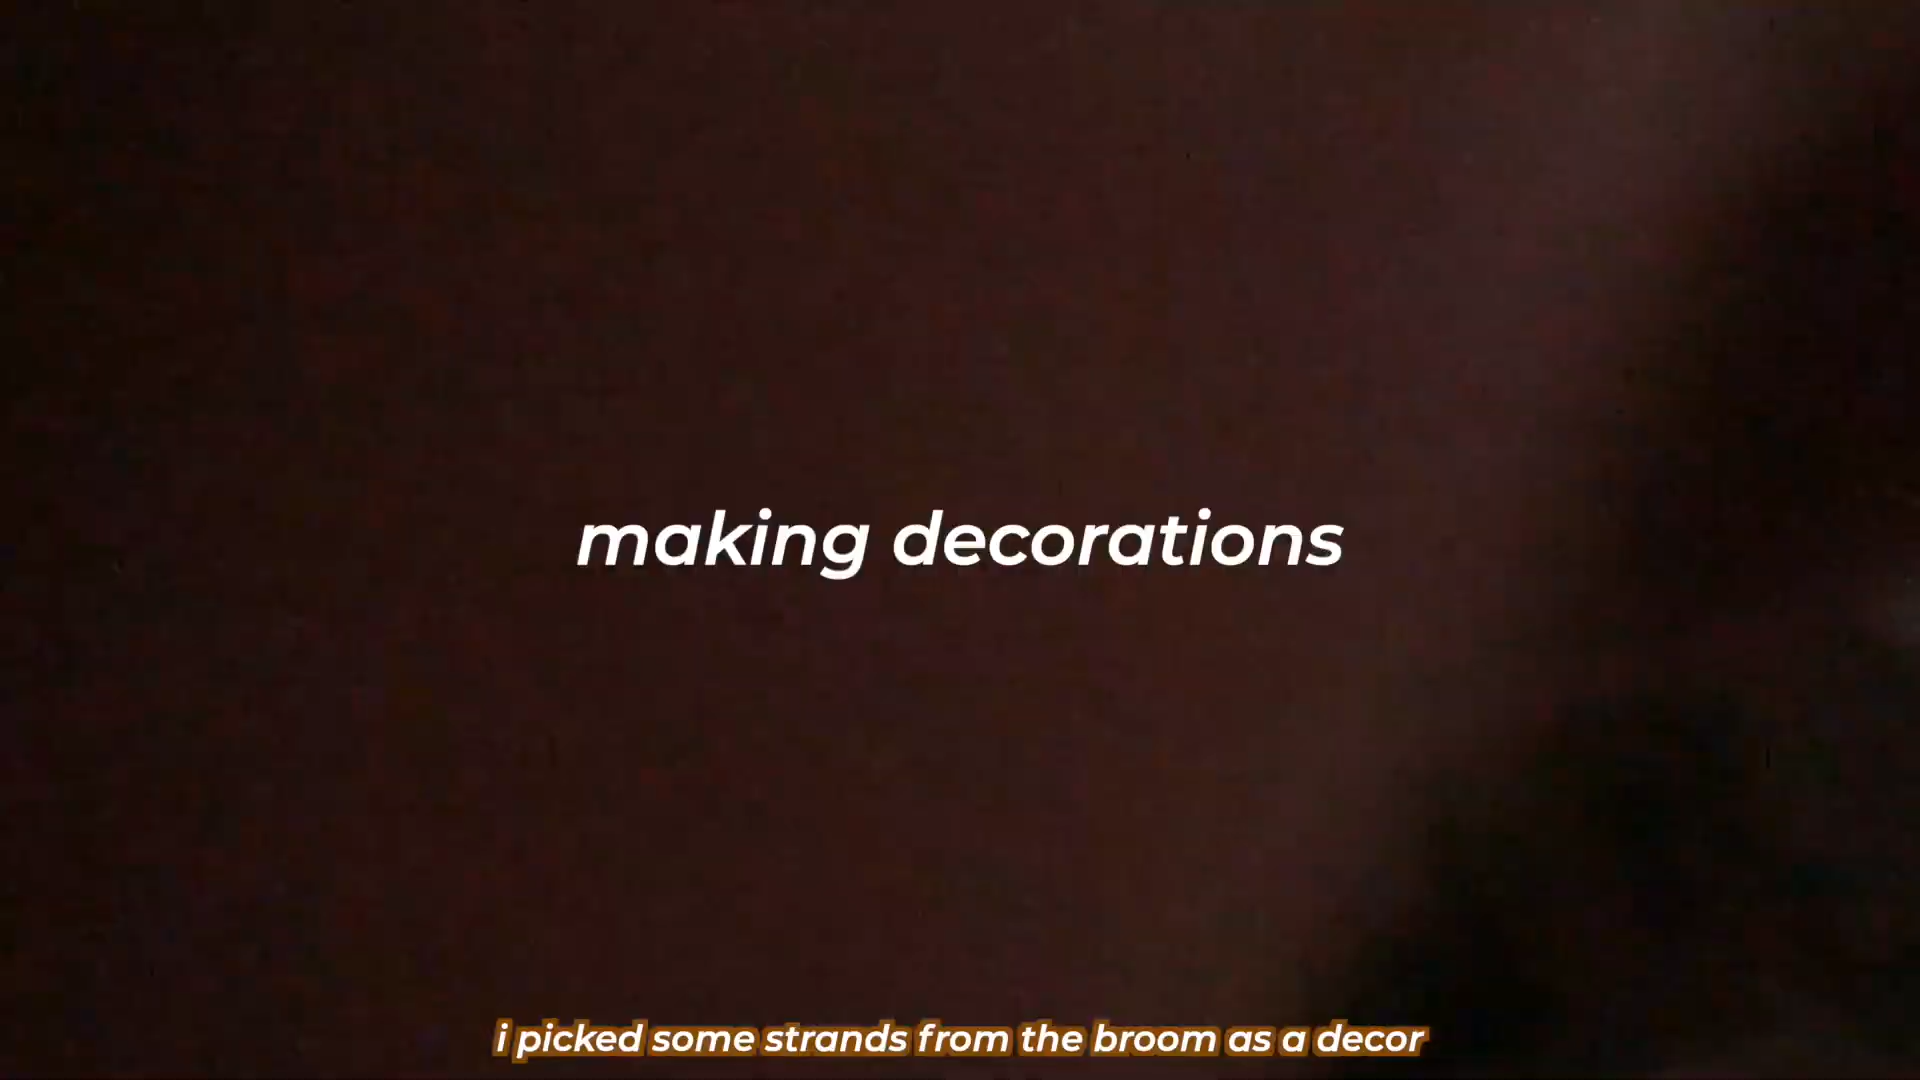 making decorations
i picked some strands from the broom as a decor